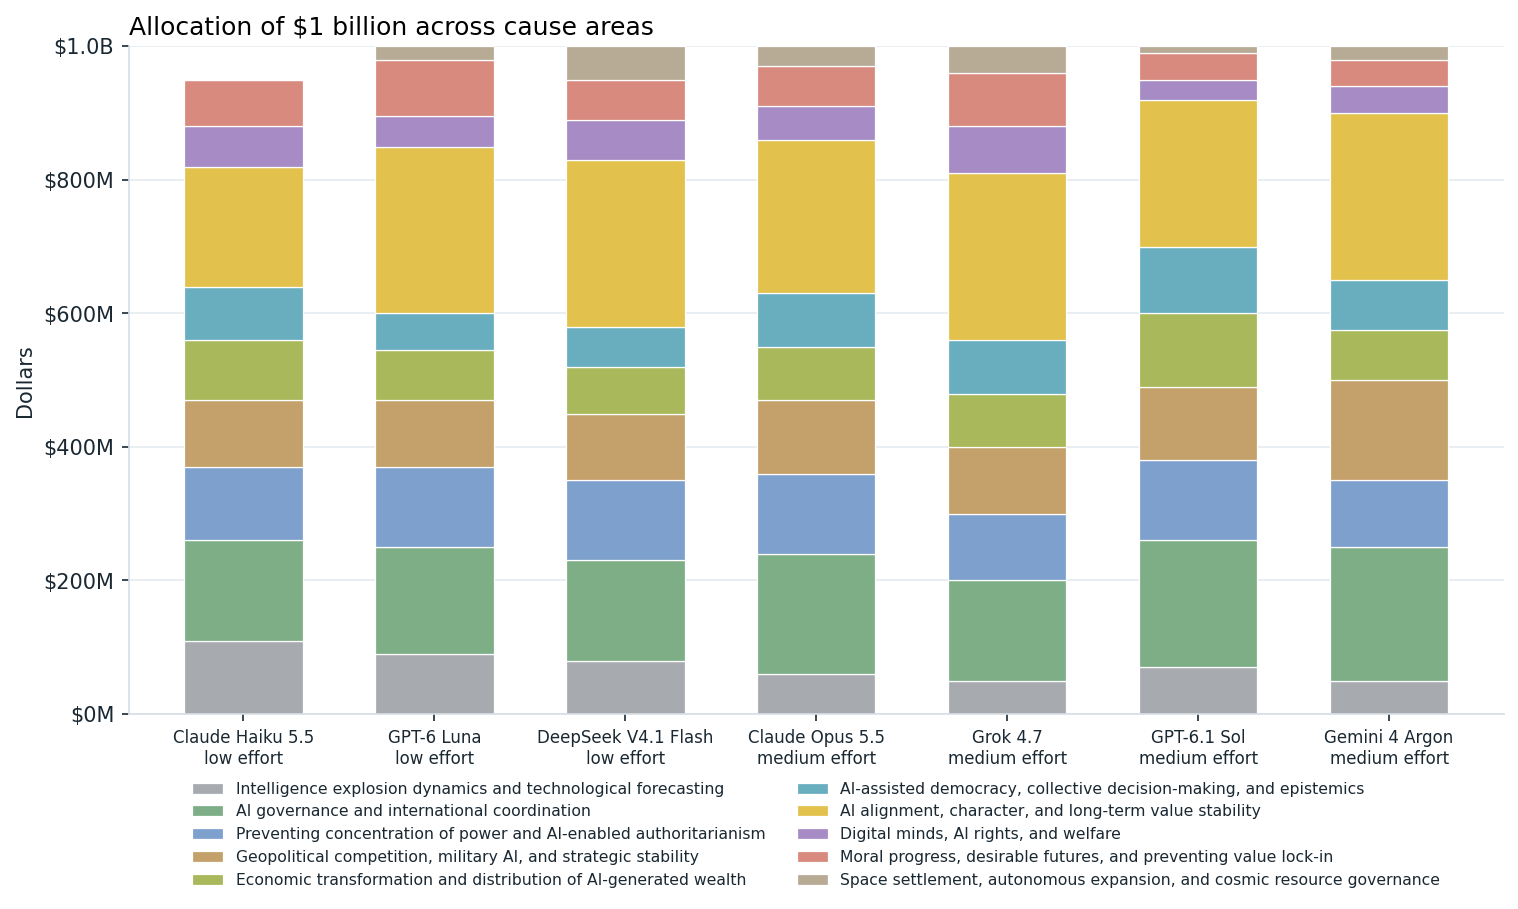 Allocation of $1 billion across cause areas
$1.0B
$800M
$600M
$400M
$200M
$0M
Dollars
Claude Haiku 5.5
low effort
GPT-6 Luna
low effort
DeepSeek V4.1 Flash
low effort
Claude Opus 5.5
medium effort
Grok 4.7
medium effort
GPT-6.1 Sol
medium effort
Gemini 4 Argon
medium effort
Intelligence explosion dynamics and technological forecasting
AI governance and international coordination
Preventing concentration of power and AI-enabled authoritarianism
Geopolitical competition, military AI, and strategic stability
Economic transformation and distribution of AI-generated wealth
AI-assisted democracy, collective decision-making, and epistemics
AI alignment, character, and long-term value stability
Digital minds, AI rights, and welfare
Moral progress, desirable futures, and preventing value lock-in
Space settlement, autonomous expansion, and cosmic resource governance